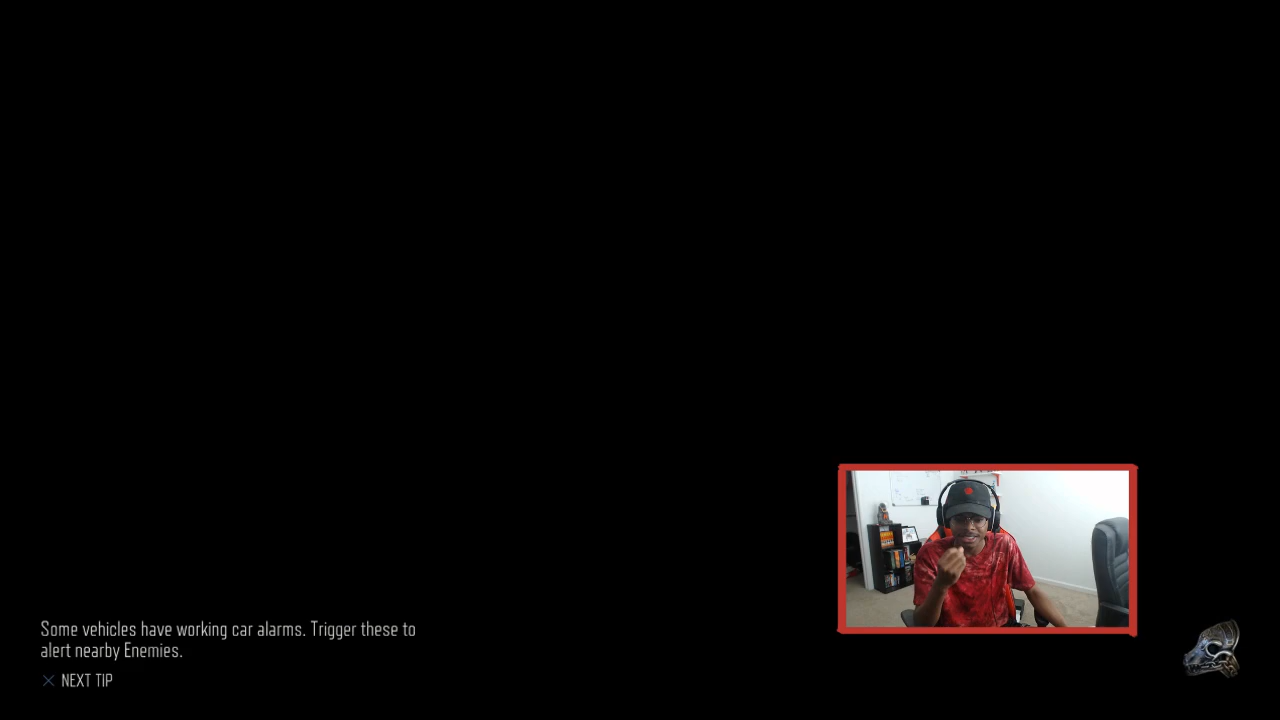 Some vehicles have working car alarms. Trigger these to
alert nearby Enemies.
NEXT TIP